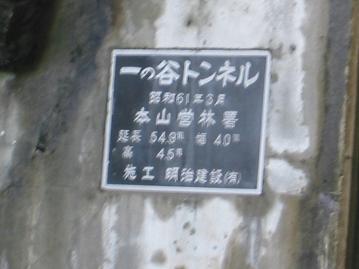 一の谷トンネル
昭和61年3月
本山営林署
延長 54.9m 幅 4.0m
高 4.5m
施工 明治建設(有)